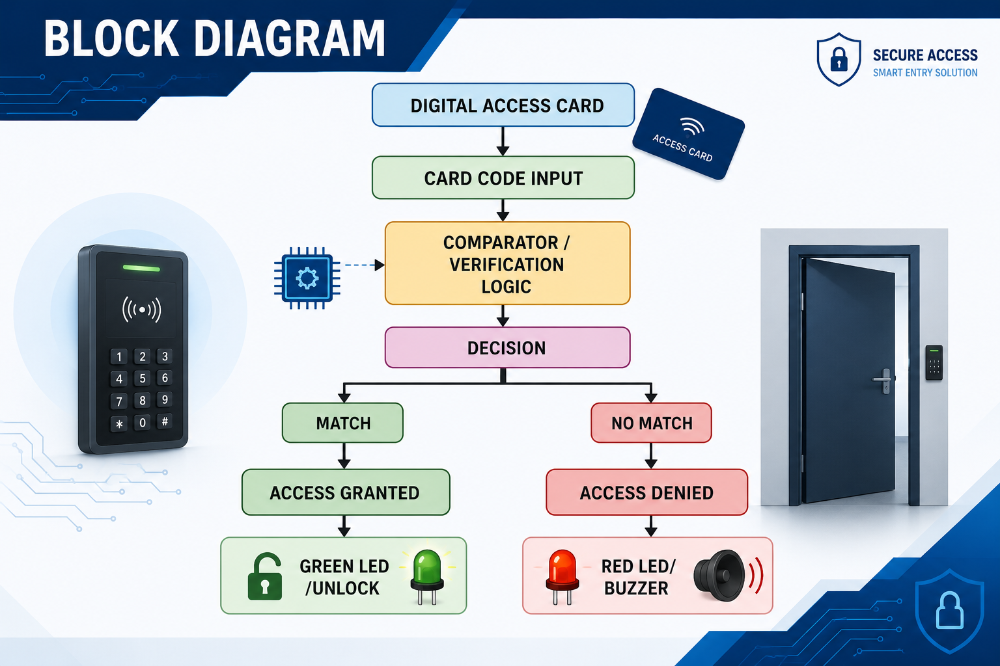 BLOCK DIAGRAM
SECURE ACCESS
SMART ENTRY SOLUTION
DIGITAL ACCESS CARD
ACCESS CARD
CARD CODE INPUT
COMPARATOR /
VERIFICATION
LOGIC
DECISION
1 2 3
4 5 6
7 8 9
* 0 #
MATCH
NO MATCH
ACCESS GRANTED
ACCESS DENIED
GREEN LED
/UNLOCK
RED LED/
BUZZER